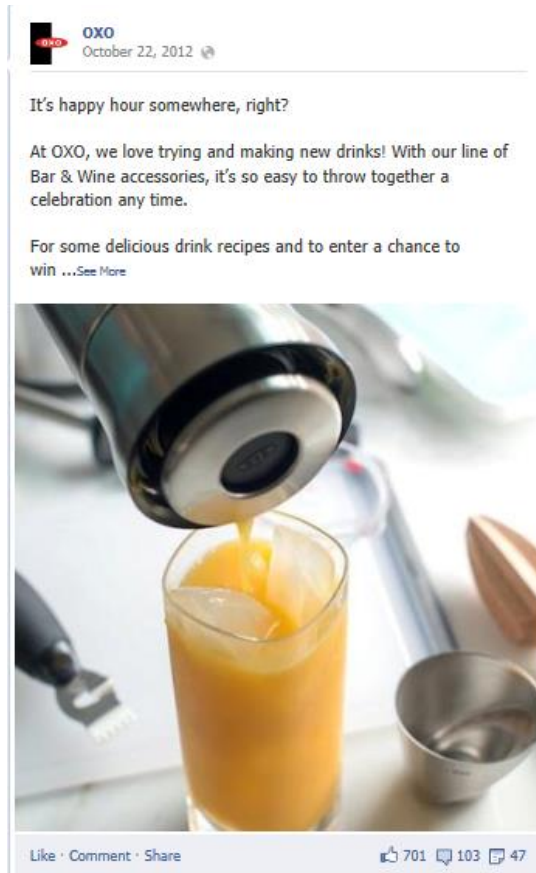 OXO
OXO
October 22, 2012
It's happy hour somewhere, right?
At OXO, we love trying and making new drinks! With our line of
Bar & Wine accessories, it's so easy to throw together a
celebration any time.
For some delicious drink recipes and to enter a chance to
win ...See More
Like · Comment · Share 701 103 47